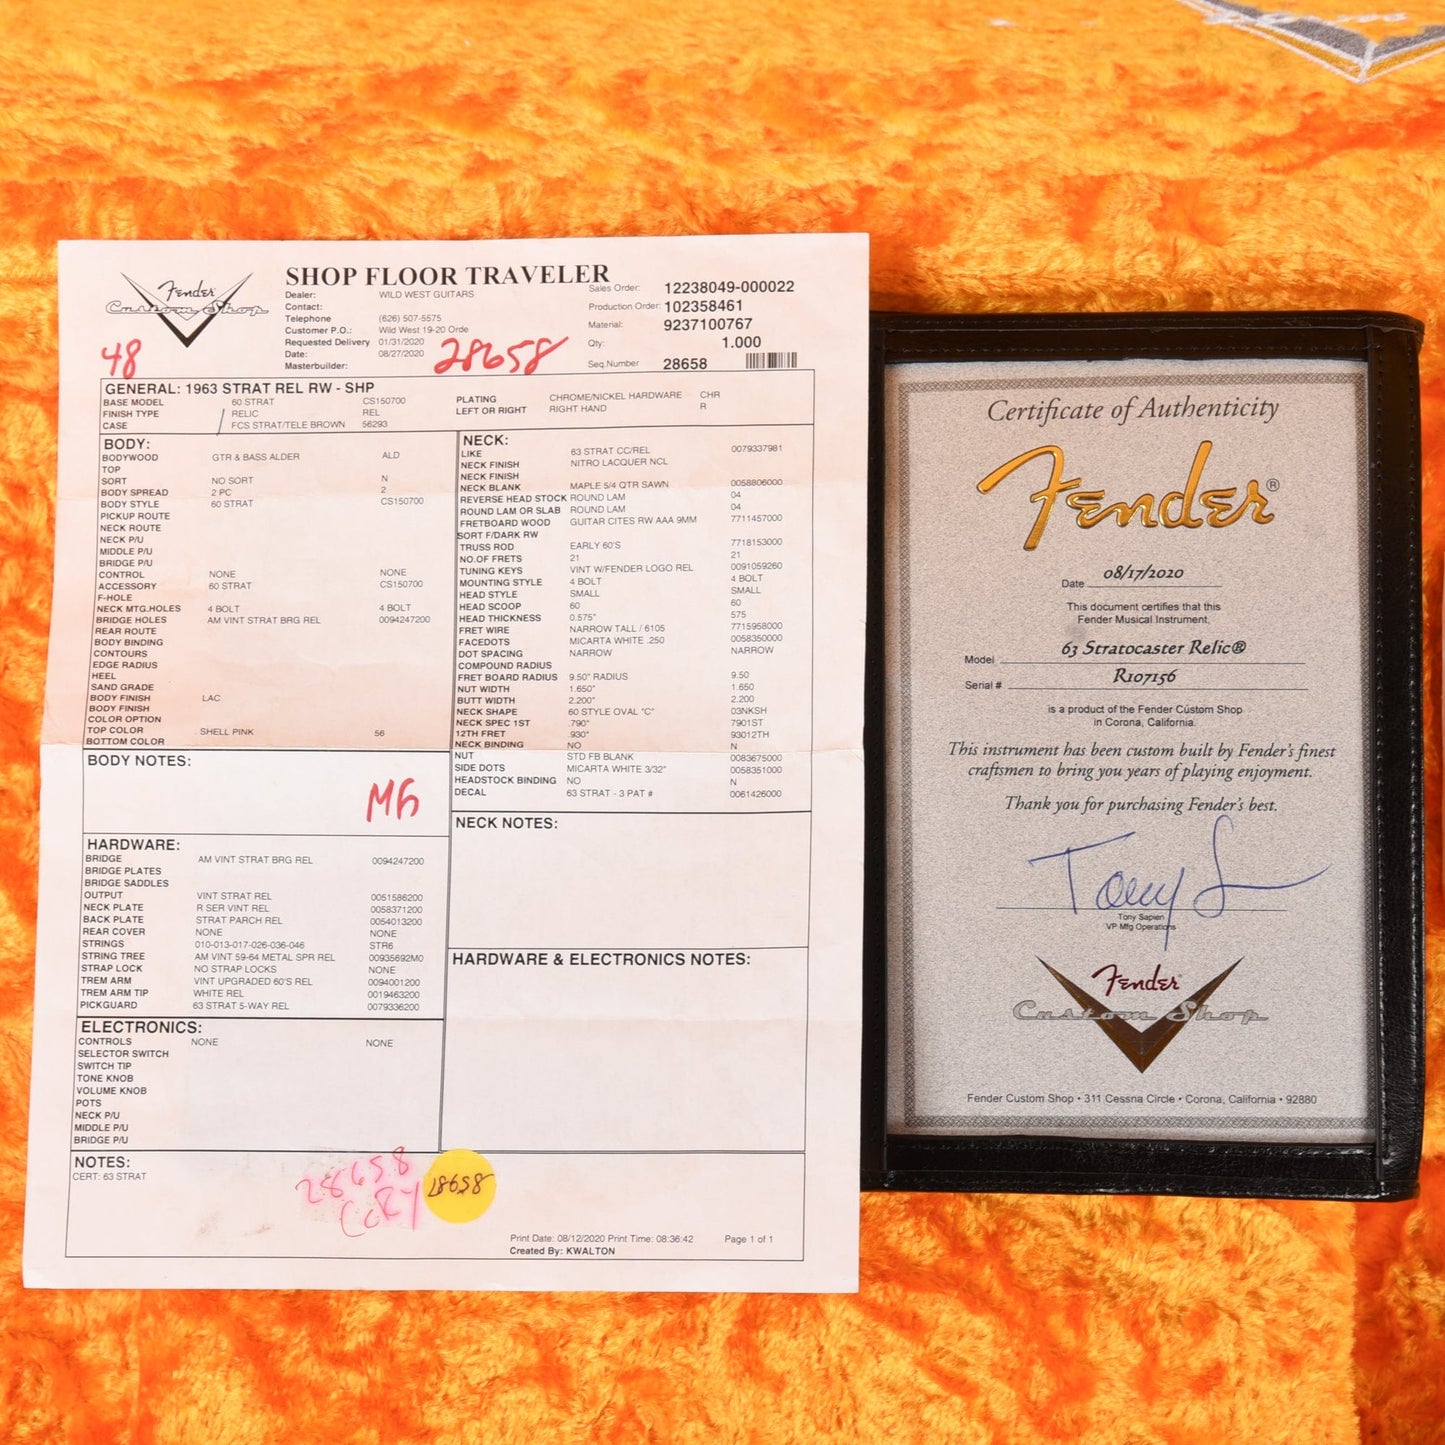 Fender
Custom Shop
SHOP FLOOR TRAVELER
Dealer: WILD WEST GUITARS
Contact:
Telephone (626) 507-5575
Customer P.O.: Wild West 19-20 Orde
Requested Delivery 01/31/2020
Date: 08/27/2020
Masterbuilder:
Sales Order: 12238049-000022
Production Order: 102358461
Material: 9237100767
Qty: 1.000
Seq.Number 28658
48
28658
GENERAL: 1963 STRAT REL RW - SHP
BASE MODEL 60 STRAT CS150700
FINISH TYPE RELIC REL
CASE FCS STRAT/TELE BROWN 56293
PLATING CHROME/NICKEL HARDWARE CHR
LEFT OR RIGHT RIGHT HAND R
BODY:
BODYWOOD GTR & BASS ALDER ALD
TOP
SORT NO SORT N
BODY SPREAD 2 PC 2
BODY STYLE 60 STRAT CS150700
PICKUP ROUTE
NECK ROUTE
NECK P/U
MIDDLE P/U
BRIDGE P/U
CONTROL NONE NONE
ACCESSORY 60 STRAT CS150700
F-HOLE
NECK MTG.HOLES 4 BOLT 4 BOLT
BRIDGE HOLES AM VINT STRAT BRG REL 0094247200
REAR ROUTE
BODY BINDING
CONTOURS
EDGE RADIUS
HEEL
SAND GRADE
BODY FINISH LAC
BODY FINISH
COLOR OPTION
TOP COLOR SHELL PINK 56
BOTTOM COLOR
BODY NOTES:
MG
HARDWARE:
BRIDGE AM VINT STRAT BRG REL 0094247200
BRIDGE PLATES
BRIDGE SADDLES
OUTPUT VINT STRAT REL 0051586200
NECK PLATE R SER VINT REL 0058371200
BACK PLATE STRAT PARCH REL 0054013200
REAR COVER NONE NONE
STRINGS 010-013-017-026-036-046 STR6
STRING TREE AM VINT 59-64 METAL SPR REL 00935692M0
STRAP LOCK NO STRAP LOCKS NONE
TREM ARM VINT UPGRADED 60'S REL 0094001200
TREM ARM TIP WHITE REL 0019463200
PICKGUARD 63 STRAT 5-WAY REL 0079336200
ELECTRONICS:
CONTROLS NONE NONE
SELECTOR SWITCH
SWITCH TIP
TONE KNOB
VOLUME KNOB
POTS
NECK P/U
MIDDLE P/U
BRIDGE P/U
NECK:
LIKE 63 STRAT CC/REL 0079337981
NECK FINISH NITRO LACQUER NCL
NECK FINISH
NECK BLANK MAPLE 5/4 QTR SAWN 0058806000
REVERSE HEAD STOCK ROUND LAM 04
ROUND LAM OR SLAB ROUND LAM 04
FRETBOARD WOOD GUITAR CITES RW AAA 9MM 7711457000
SORT F/DARK RW
TRUSS ROD EARLY 60'S 7718153000
NO.OF FRETS 21 21
TUNING KEYS VINT W/FENDER LOGO REL 0091059260
MOUNTING STYLE 4 BOLT 4 BOLT
HEAD STYLE SMALL SMALL
HEAD SCOOP 60 60
HEAD THICKNESS 0.575" 575
FRET WIRE NARROW TALL / 6105 7715958000
FACEDOTS MICARTA WHITE .250 0058350000
DOT SPACING NARROW NARROW
COMPOUND RADIUS
FRET BOARD RADIUS 9.50" RADIUS 9.50
NUT WIDTH 1.650" 1.650
BUTT WIDTH 2.200" 2.200
NECK SHAPE 60 STYLE OVAL "C" 03NKSH
NECK SPEC 1ST .790" 7901ST
12TH FRET .930" 93012TH
NECK BINDING NO N
NUT STD FB BLANK 0083675000
SIDE DOTS MICARTA WHITE 3/32" 0058351000
HEADSTOCK BINDING NO N
DECAL 63 STRAT - 3 PAT # 0061426000
NECK NOTES:
HARDWARE & ELECTRONICS NOTES:
NOTES:
CERT: 63 STRAT
28658
28658
Print Date: 08/12/2020 Print Time: 08:36:42 Page 1 of 1
Created By: KWALTON
Certificate of Authenticity
Fender®
Date 08/17/2020
This document certifies that this
Fender Musical Instrument,
Model 63 Stratocaster Relic®
Serial # R107156
is a product of the Fender Custom Shop
in Corona, California.
This instrument has been custom built by Fender's finest
craftsmen to bring you years of playing enjoyment.
Thank you for purchasing Fender's best.
Tony S
Tony Sapien
VP Mfg Operations
Fender
Custom Shop
Fender Custom Shop • 311 Cessna Circle • Corona, California • 92880